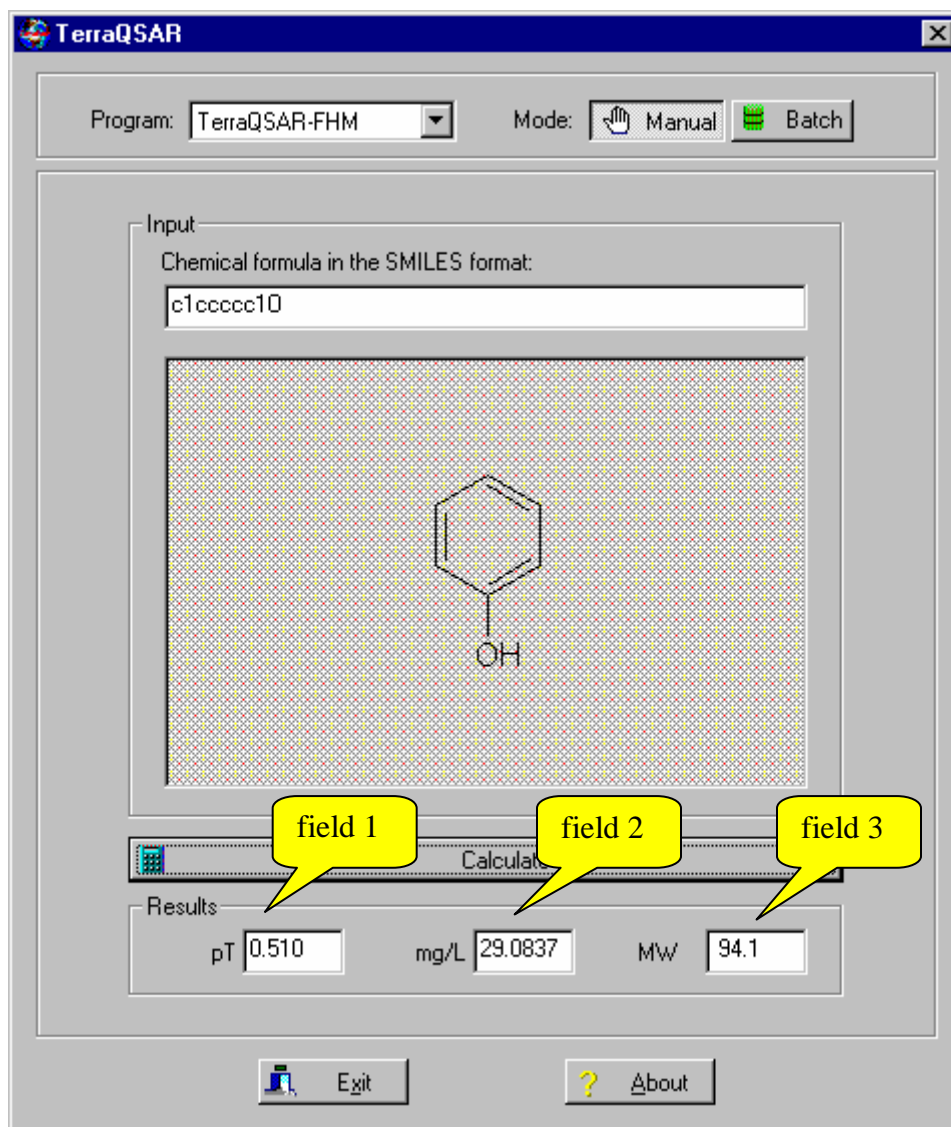 TerraQSAR
Program: TerraQSAR-FHM Mode: Manual Batch
Input
Chemical formula in the SMILES format:
c1ccccc1O
OH
field 1 field 2 field 3
Calculat
Results
pT 0.510 mg/L 29.0837 MW 94.1
Exit ? About